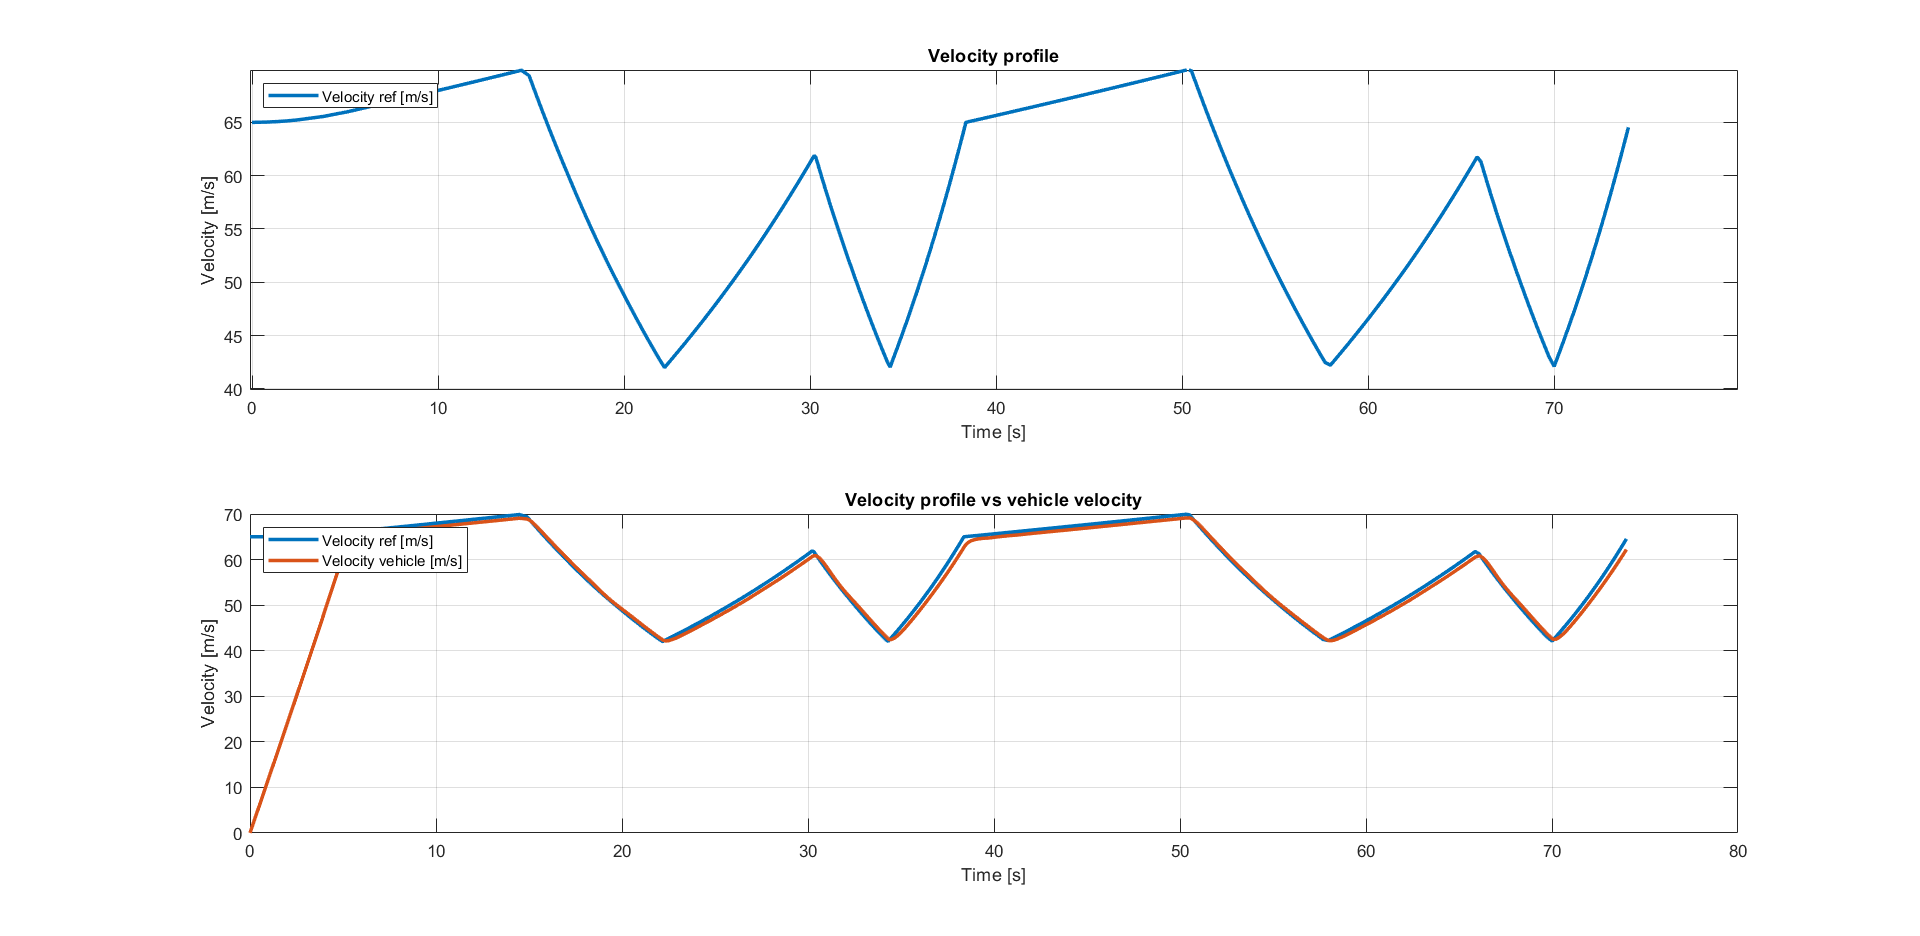 Velocity profile
Velocity ref [m/s]
Velocity [m/s]
65
60
55
50
45
40
0 10 20 30 40 50 60 70
Time [s]
Velocity profile vs vehicle velocity
Velocity ref [m/s]
Velocity vehicle [m/s]
Velocity [m/s]
70
60
50
40
30
20
10
0
0 10 20 30 40 50 60 70 80
Time [s]